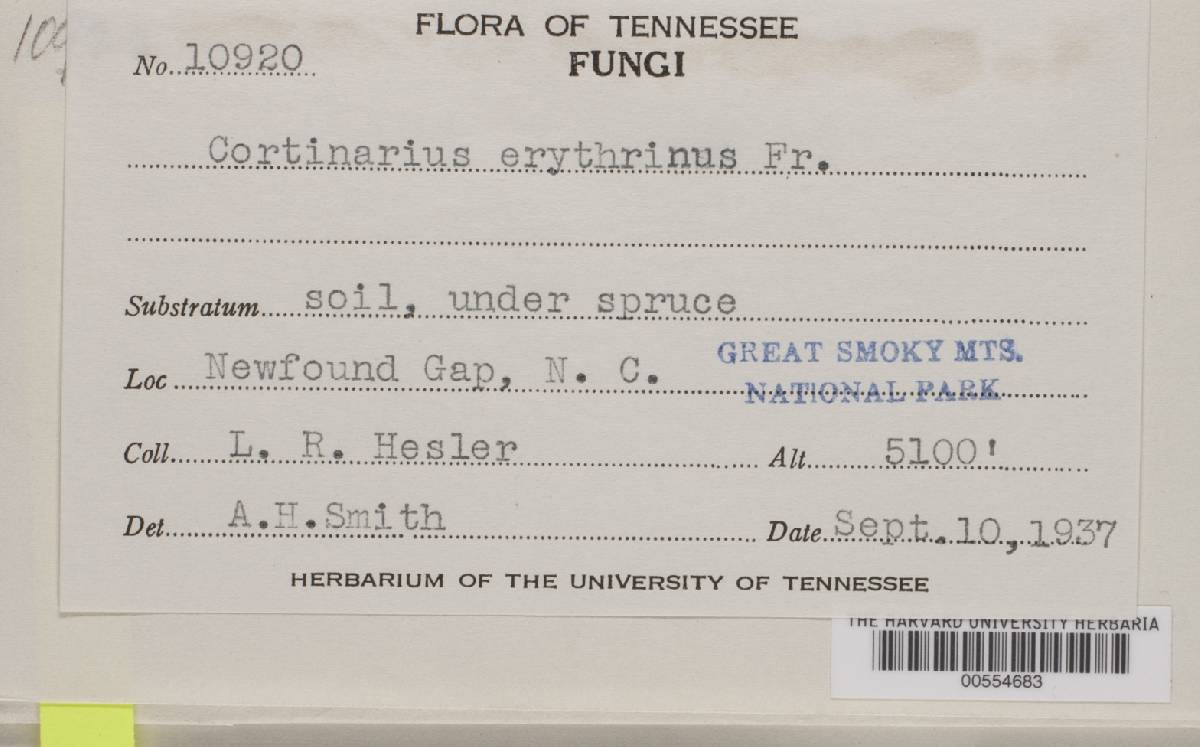 FLORA OF TENNESSEE
FUNGI
No. 10920
Cortinarius erythrinus Fr.
Substratum soil, under spruce
Loc Newfound Gap, N. C. GREAT SMOKY MTS.
NATIONAL PARK
Coll. L. R. Hesler Alt. 5100'
Det. A.H.Smith Date Sept. 10, 1937
HERBARIUM OF THE UNIVERSITY OF TENNESSEE
THE HARVARD UNIVERSITY HERBARIA
00554683